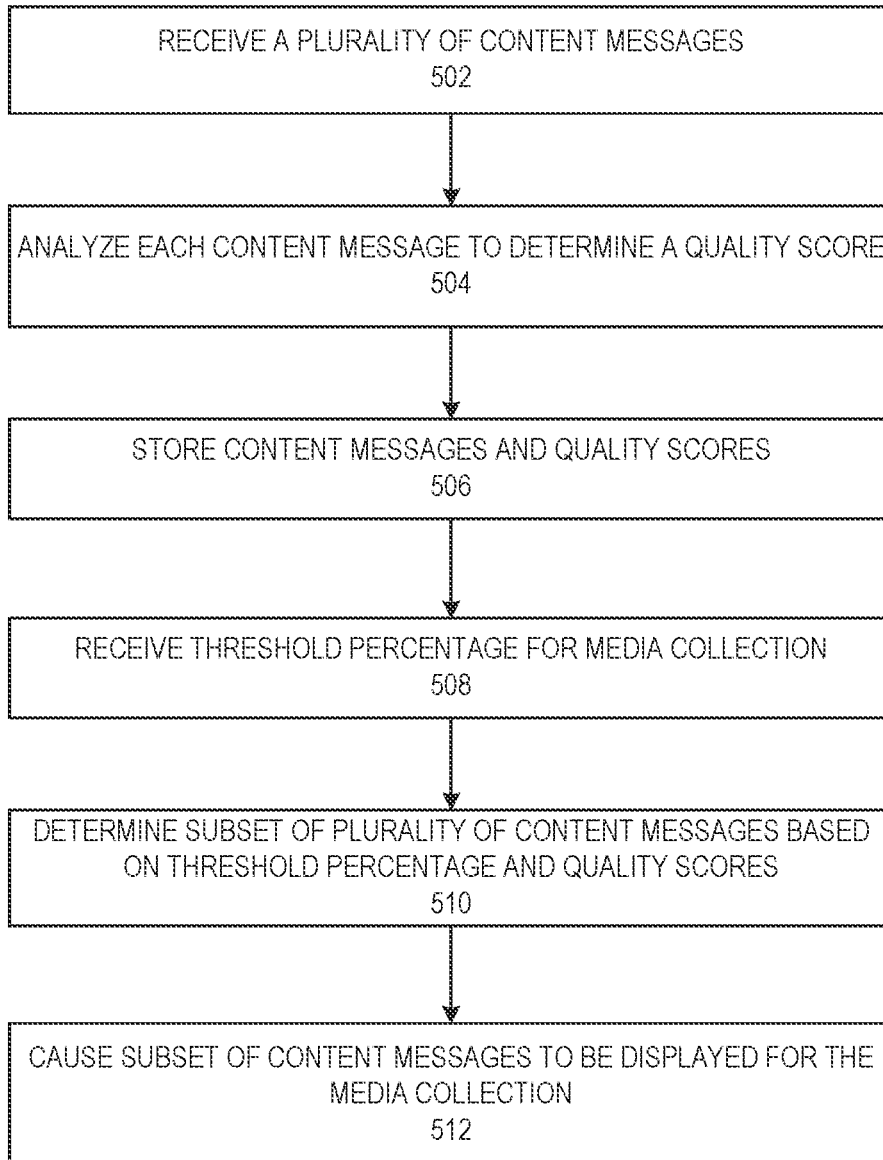 RECEIVE A PLURALITY OF CONTENT MESSAGES
502
ANALYZE EACH CONTENT MESSAGE TO DETERMINE A QUALITY SCORE
504
STORE CONTENT MESSAGES AND QUALITY SCORES
506
RECEIVE THRESHOLD PERCENTAGE FOR MEDIA COLLECTION
508
DETERMINE SUBSET OF PLURALITY OF CONTENT MESSAGES BASED
ON THRESHOLD PERCENTAGE AND QUALITY SCORES
510
CAUSE SUBSET OF CONTENT MESSAGES TO BE DISPLAYED FOR THE
MEDIA COLLECTION
512